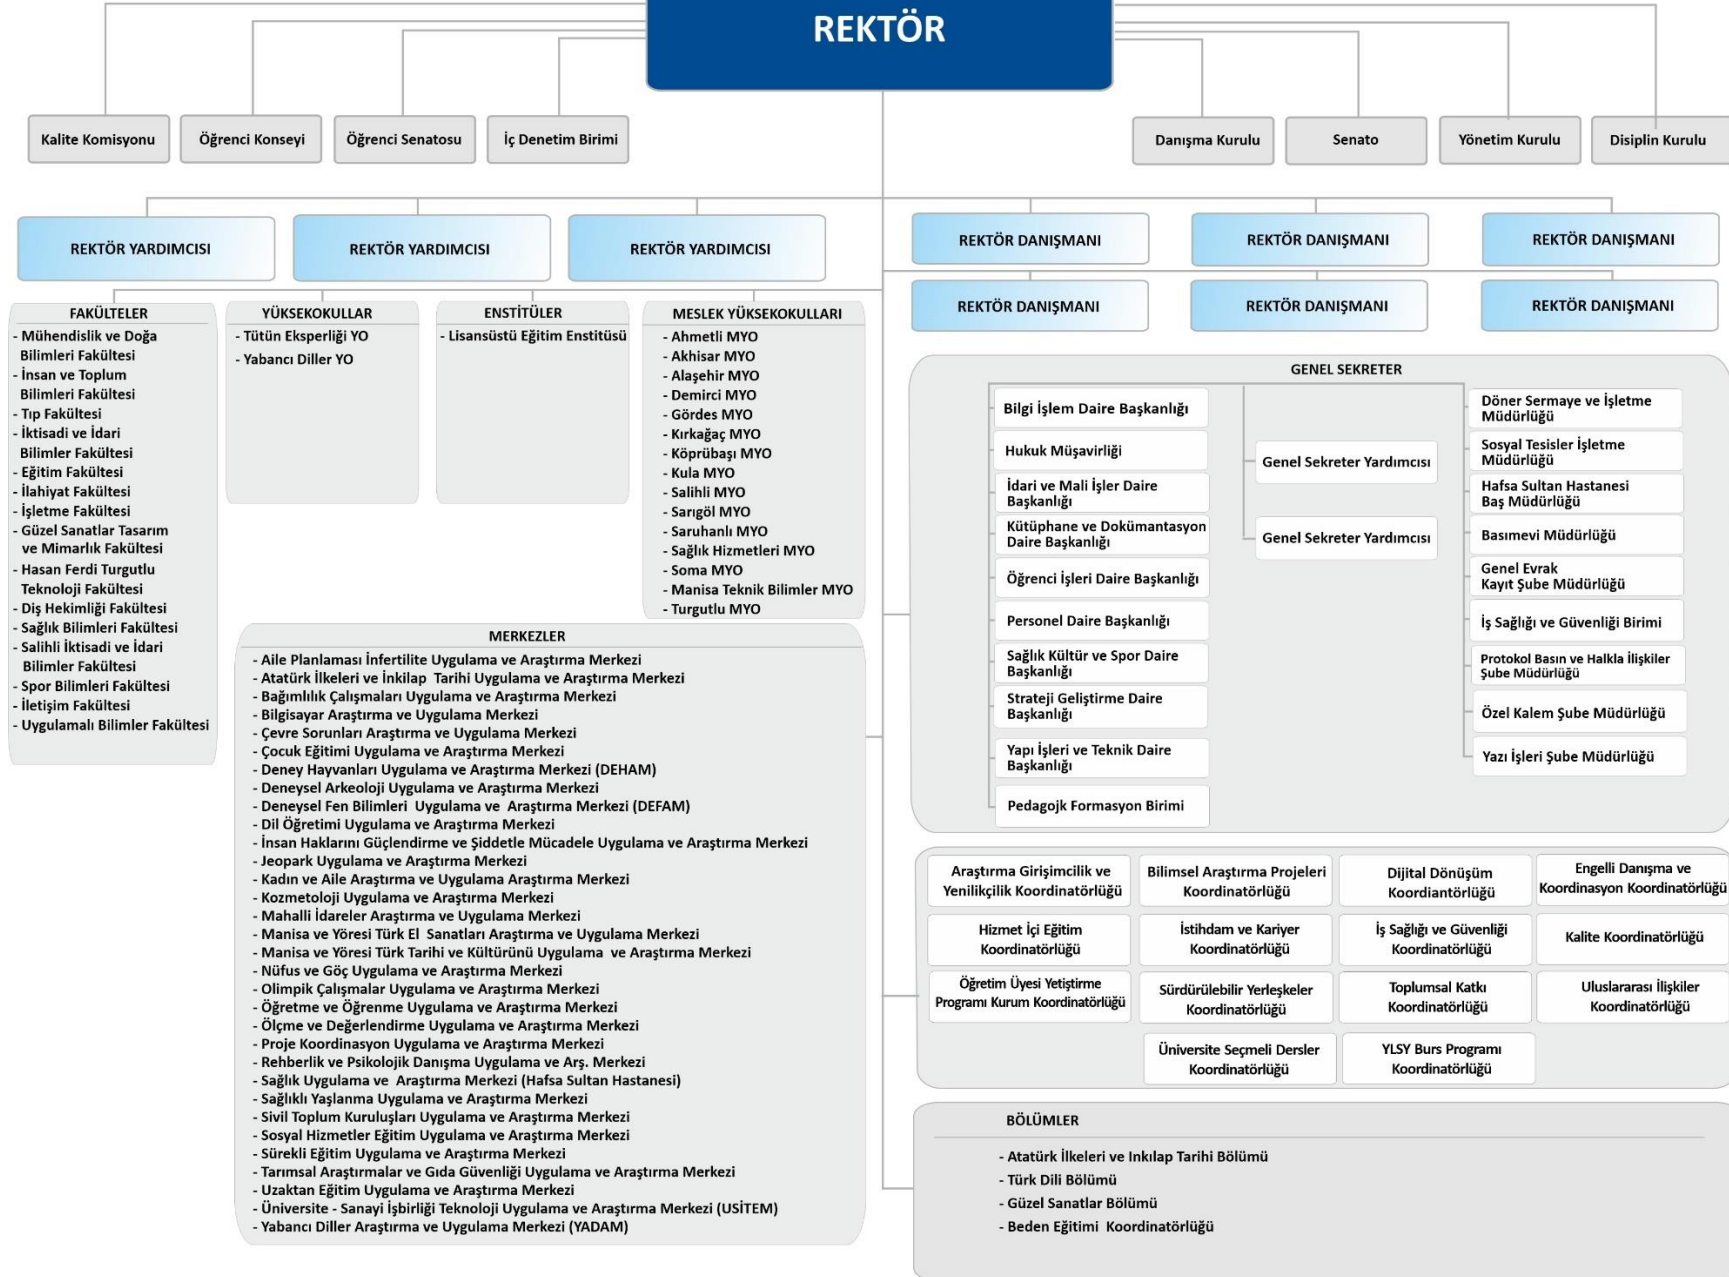 REKTÖR
Kalite Komisyonu
Öğrenci Konseyi
Öğrenci Senatosu
İç Denetim Birimi
Danışma Kurulu
Senato
Yönetim Kurulu
Disiplin Kurulu
REKTÖR YARDIMCISI
REKTÖR YARDIMCISI
REKTÖR YARDIMCISI
REKTÖR DANIŞMANI
REKTÖR DANIŞMANI
REKTÖR DANIŞMANI
REKTÖR DANIŞMANI
REKTÖR DANIŞMANI
REKTÖR DANIŞMANI
FAKÜLTELER
- Mühendislik ve Doğa
Bilimleri Fakültesi
- İnsan ve Toplum
Bilimleri Fakültesi
- Tıp Fakültesi
- İktisadi ve İdari
Bilimler Fakültesi
- Eğitim Fakültesi
- İlahiyat Fakültesi
- İşletme Fakültesi
- Güzel Sanatlar Tasarım
ve Mimarlık Fakültesi
- Hasan Ferdi Turgutlu
Teknoloji Fakültesi
- Diş Hekimliği Fakültesi
- Sağlık Bilimleri Fakültesi
- Salihli İktisadi ve İdari
Bilimler Fakültesi
- Spor Bilimleri Fakültesi
- İletişim Fakültesi
- Uygulamalı Bilimler Fakültesi
YÜKSEKOKULLAR
- Tütün Eksperliği YO
- Yabancı Diller YO
ENSTİTÜLER
- Lisansüstü Eğitim Enstitüsü
MESLEK YÜKSEKOKULLARI
- Ahmetli MYO
- Akhisar MYO
- Alaşehir MYO
- Demirci MYO
- Gördes MYO
- Kırkağaç MYO
- Köprübaşı MYO
- Kula MYO
- Salihli MYO
- Sarıgöl MYO
- Saruhanlı MYO
- Sağlık Hizmetleri MYO
- Soma MYO
- Manisa Teknik Bilimler MYO
- Turgutlu MYO
MERKEZLER
- Aile Planlaması İnfertilite Uygulama ve Araştırma Merkezi
- Atatürk İlkeleri ve İnkilap Tarihi Uygulama ve Araştırma Merkezi
- Bağımlılık Çalışmaları Uygulama ve Araştırma Merkezi
- Bilgisayar Araştırma ve Uygulama Merkezi
- Çevre Sorunları Araştırma ve Uygulama Merkezi
- Çocuk Eğitimi Uygulama ve Araştırma Merkezi
- Deney Hayvanları Uygulama ve Araştırma Merkezi (DEHAM)
- Deneysel Arkeoloji Uygulama ve Araştırma Merkezi
- Deneysel Fen Bilimleri Uygulama ve Araştırma Merkezi (DEFAM)
- Dil Öğretimi Uygulama ve Araştırma Merkezi
- İnsan Haklarını Güçlendirme ve Şiddetle Mücadele Uygulama ve Araştırma Merkezi
- Jeopark Uygulama ve Araştırma Merkezi
- Kadın ve Aile Araştırma ve Uygulama Araştırma Merkezi
- Kozmetoloji Uygulama ve Araştırma Merkezi
- Mahalli İdareler Araştırma ve Uygulama Merkezi
- Manisa ve Yöresi Türk El Sanatları Araştırma ve Uygulama Merkezi
- Manisa ve Yöresi Türk Tarihi ve Kültürünü Uygulama ve Araştırma Merkezi
- Nüfus ve Göç Uygulama ve Araştırma Merkezi
- Olimpik Çalışmalar Uygulama ve Araştırma Merkezi
- Öğretme ve Öğrenme Uygulama ve Araştırma Merkezi
- Ölçme ve Değerlendirme Uygulama ve Araştırma Merkezi
- Proje Koordinasyon Uygulama ve Araştırma Merkezi
- Rehberlik ve Psikolojik Danışma Uygulama ve Arş. Merkezi
- Sağlık Uygulama ve Araştırma Merkezi (Hafsa Sultan Hastanesi)
- Sağlıklı Yaşlanma Uygulama ve Araştırma Merkezi
- Sivil Toplum Kuruluşları Uygulama ve Araştırma Merkezi
- Sosyal Hizmetler Eğitim Uygulama ve Araştırma Merkezi
- Sürekli Eğitim Uygulama ve Araştırma Merkezi
- Tarımsal Araştırmalar ve Gıda Güvenliği Uygulama ve Araştırma Merkezi
- Uzaktan Eğitim Uygulama ve Araştırma Merkezi
- Üniversite - Sanayi İşbirliği Teknoloji Uygulama ve Araştırma Merkezi (USİTEM)
- Yabancı Diller Araştırma ve Uygulama Merkezi (YADAM)
GENEL SEKRETER
Bilgi İşlem Daire Başkanlığı
Hukuk Müşavirliği
İdari ve Mali İşler Daire
Başkanlığı
Kütüphane ve Dokümantasyon
Daire Başkanlığı
Öğrenci İşleri Daire Başkanlığı
Personel Daire Başkanlığı
Sağlık Kültür ve Spor Daire
Başkanlığı
Strateji Geliştirme Daire
Başkanlığı
Yapı İşleri ve Teknik Daire
Başkanlığı
Pedagojk Formasyon Birimi
Genel Sekreter Yardımcısı
Genel Sekreter Yardımcısı
Döner Sermaye ve İşletme
Müdürlüğü
Sosyal Tesisler İşletme
Müdürlüğü
Hafsa Sultan Hastanesi
Baş Müdürlüğü
Basımevi Müdürlüğü
Genel Evrak
Kayıt Şube Müdürlüğü
İş Sağlığı ve Güvenliği Birimi
Protokol Basın ve Halkla İlişkiler
Şube Müdürlüğü
Özel Kalem Şube Müdürlüğü
Yazı İşleri Şube Müdürlüğü
Araştırma Girişimcilik ve
Yenilikçilik Koordinatörlüğü
Bilimsel Araştırma Projeleri
Koordinatörlüğü
Dijital Dönüşüm
Koordiantörlüğü
Engelli Danışma ve
Koordinasyon Koordinatörlüğü
Hizmet İçi Eğitim
Koordinatörlüğü
İstihdam ve Kariyer
Koordinatörlüğü
İş Sağlığı ve Güvenliği
Koordinatörlüğü
Kalite Koordinatörlüğü
Öğretim Üyesi Yetiştirme
Programı Kurum Koordinatörlüğü
Sürdürülebilir Yerleşkeler
Koordinatörlüğü
Toplumsal Katkı
Koordinatörlüğü
Uluslararası İlişkiler
Koordinatörlüğü
Üniversite Seçmeli Dersler
Koordinatörlüğü
YLSY Burs Programı
Koordinatörlüğü
BÖLÜMLER
- Atatürk İlkeleri ve Inkılap Tarihi Bölümü
- Türk Dili Bölümü
- Güzel Sanatlar Bölümü
- Beden Eğitimi Koordinatörlüğü